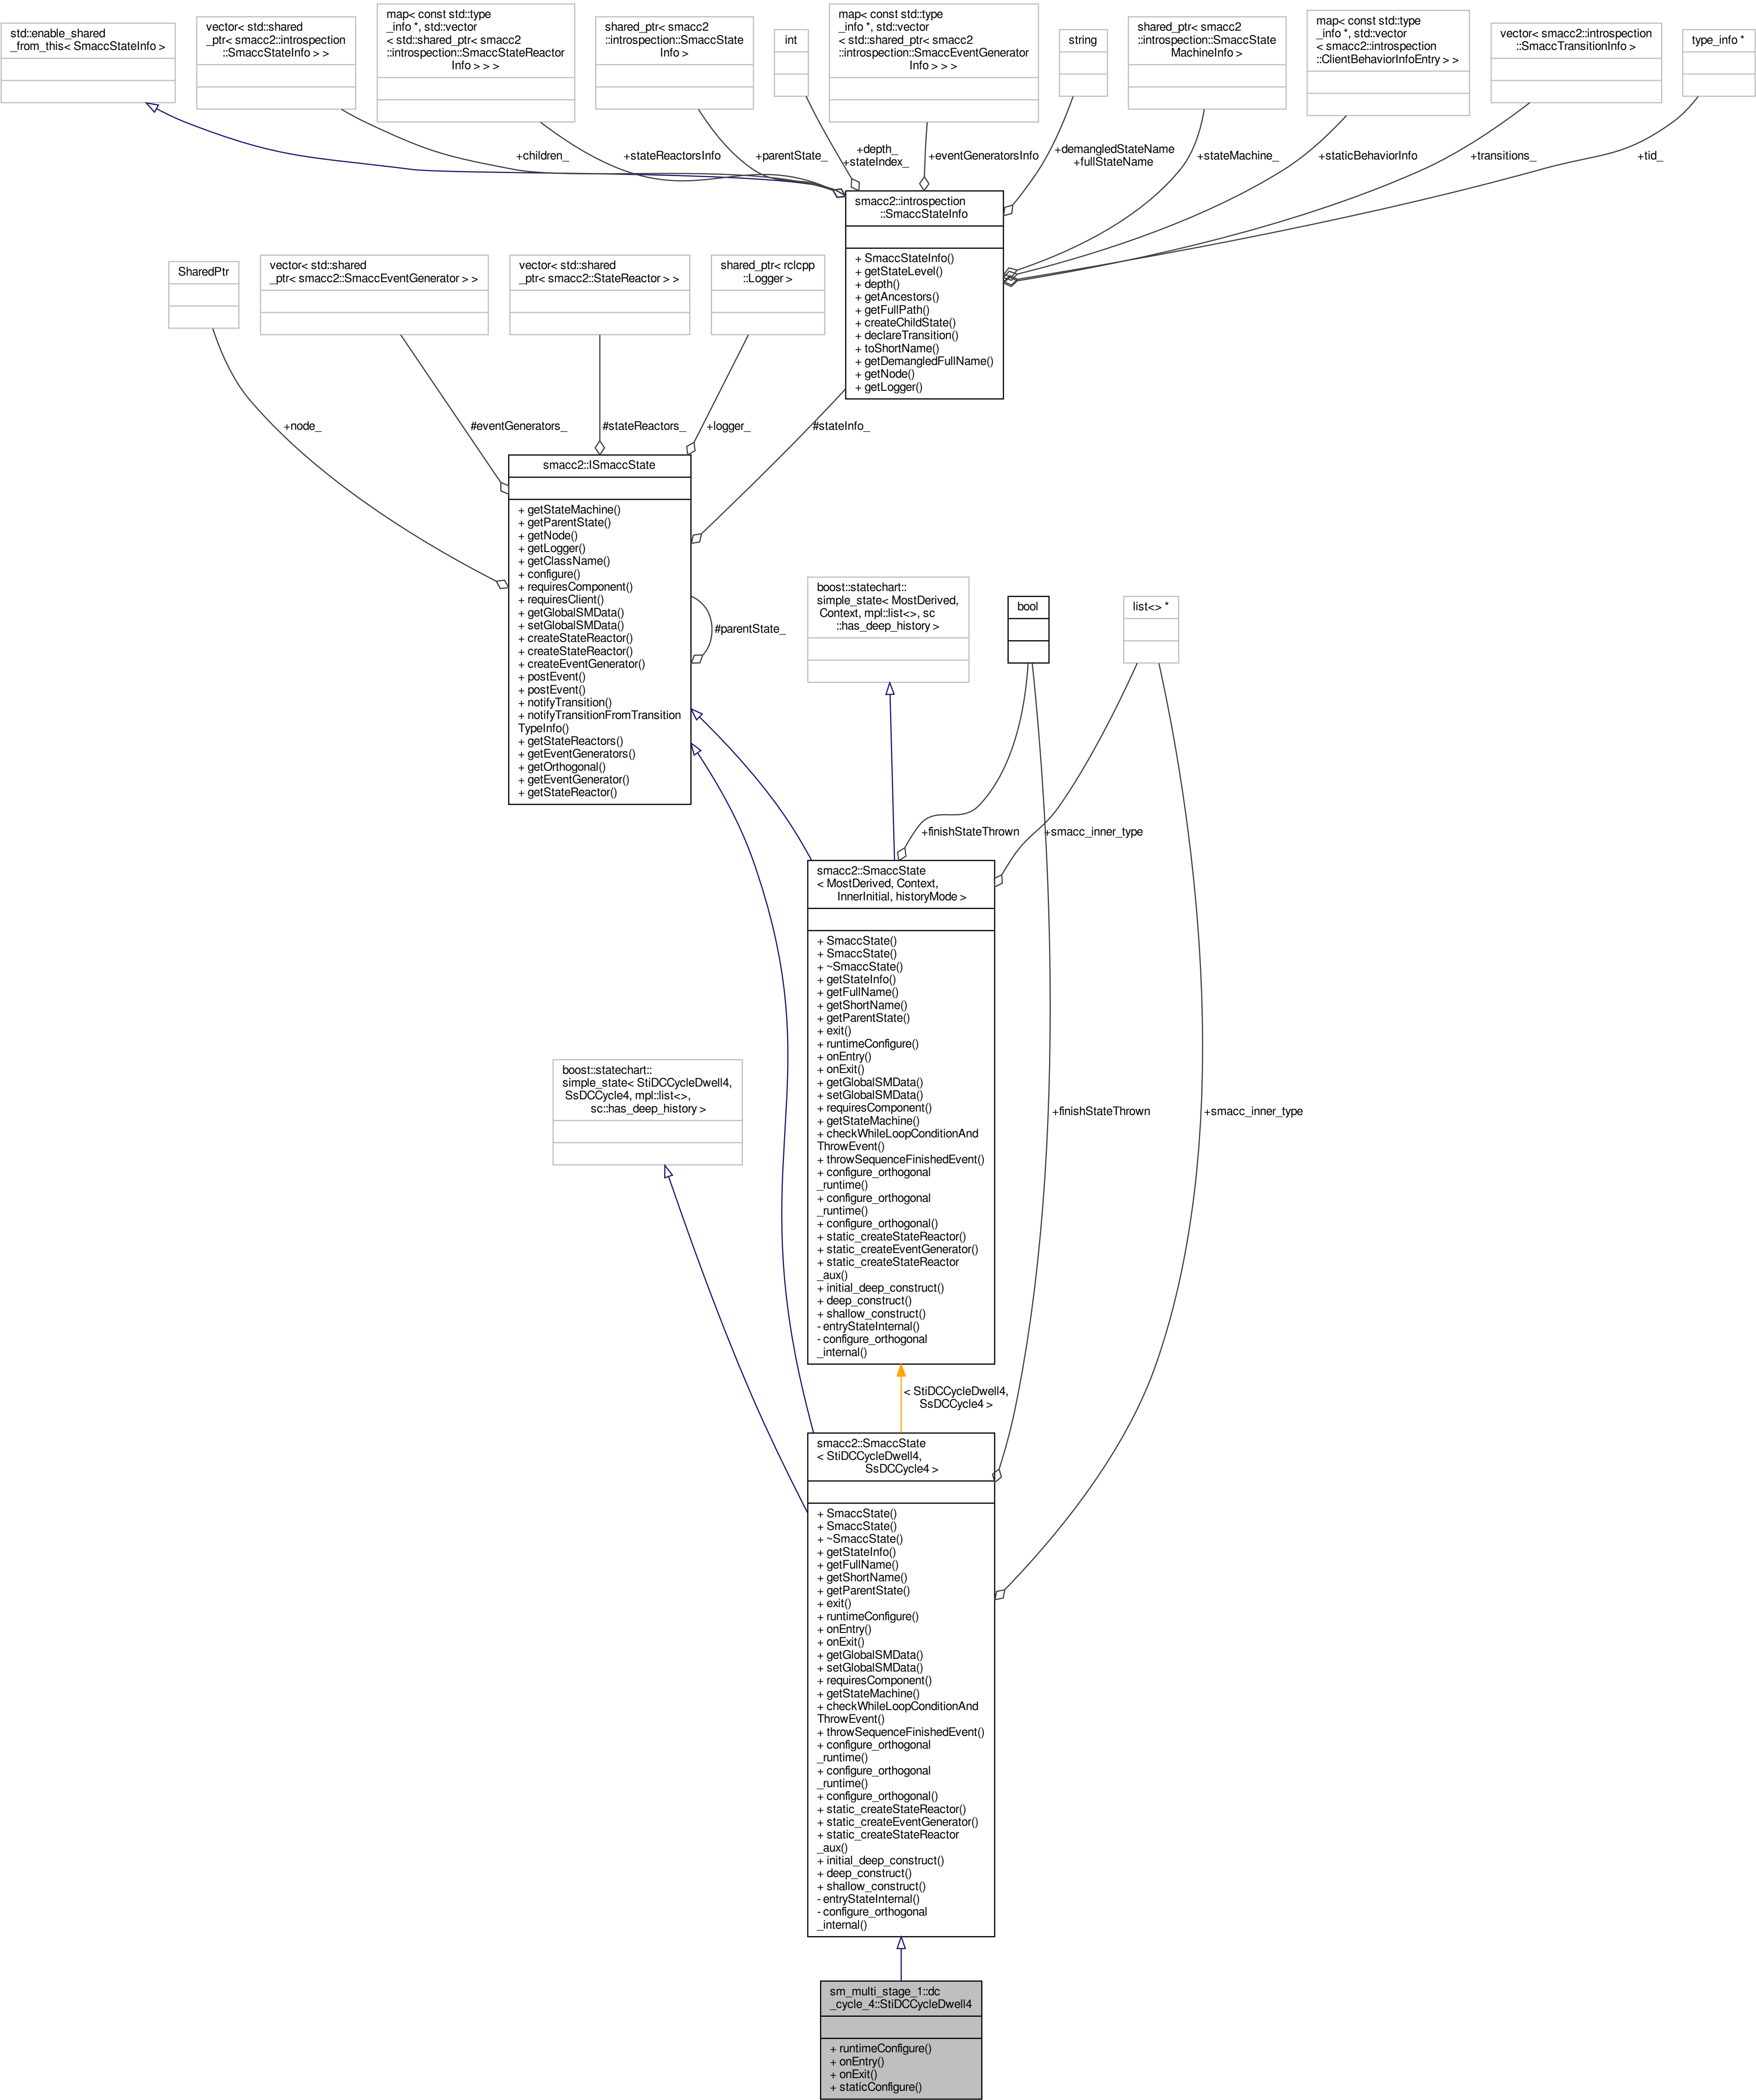 std::enable_shared
_from_this< SmaccStateInfo >
vector< std::shared
_ptr< smacc2::introspection
::SmaccStateInfo > >
map< const std::type
_info *, std::vector
< std::shared_ptr< smacc2
::introspection::SmaccStateReactor
Info > > >
shared_ptr< smacc2
::introspection::SmaccState
Info >
int
map< const std::type
_info *, std::vector
< std::shared_ptr< smacc2
::introspection::SmaccEventGenerator
Info > > >
string
shared_ptr< smacc2
::introspection::SmaccState
MachineInfo >
map< const std::type
_info *, std::vector
< smacc2::introspection
::ClientBehaviorInfoEntry > >
vector< smacc2::introspection
::SmaccTransitionInfo >
type_info *
+children_
+stateReactorsInfo
+parentState_
+depth_
+stateIndex_
+eventGeneratorsInfo
+demangledStateName
+fullStateName
+stateMachine_
+staticBehaviorInfo
+transitions_
+tid_
smacc2::introspection
::SmaccStateInfo
+ SmaccStateInfo()
+ getStateLevel()
+ depth()
+ getAncestors()
+ getFullPath()
+ createChildState()
+ declareTransition()
+ toShortName()
+ getDemangledFullName()
+ getNode()
+ getLogger()
SharedPtr
vector< std::shared
_ptr< smacc2::SmaccEventGenerator > >
vector< std::shared
_ptr< smacc2::StateReactor > >
shared_ptr< rclcpp
::Logger >
+node_
#eventGenerators_
#stateReactors_
+logger_
#stateInfo_
smacc2::ISmaccState
+ getStateMachine()
+ getParentState()
+ getNode()
+ getLogger()
+ getClassName()
+ configure()
+ requiresComponent()
+ requiresClient()
+ getGlobalSMData()
+ setGlobalSMData()
+ createStateReactor()
+ createStateReactor()
+ createEventGenerator()
+ postEvent()
+ postEvent()
+ notifyTransition()
+ notifyTransitionFromTransition
TypeInfo()
+ getStateReactors()
+ getEventGenerators()
+ getOrthogonal()
+ getEventGenerator()
+ getStateReactor()
#parentState_
boost::statechart::
simple_state< MostDerived,
Context, mpl::list<>, sc
::has_deep_history >
bool
list<> *
+finishStateThrown
+smacc_inner_type
smacc2::SmaccState
< MostDerived, Context,
InnerInitial, historyMode >
+ SmaccState()
+ SmaccState()
+ ~SmaccState()
+ getStateInfo()
+ getFullName()
+ getShortName()
+ getParentState()
+ exit()
+ runtimeConfigure()
+ onEntry()
+ onExit()
+ getGlobalSMData()
+ setGlobalSMData()
+ requiresComponent()
+ getStateMachine()
+ checkWhileLoopConditionAnd
ThrowEvent()
+ throwSequenceFinishedEvent()
+ configure_orthogonal
_runtime()
+ configure_orthogonal
_runtime()
+ configure_orthogonal()
+ static_createStateReactor()
+ static_createEventGenerator()
+ static_createStateReactor
_aux()
+ initial_deep_construct()
+ deep_construct()
+ shallow_construct()
- entryStateInternal()
- configure_orthogonal
_internal()
boost::statechart::
simple_state< StiDCCycleDwell4,
SsDCCycle4, mpl::list<>,
sc::has_deep_history >
+finishStateThrown
+smacc_inner_type
< StiDCCycleDwell4,
SsDCCycle4 >
smacc2::SmaccState
< StiDCCycleDwell4,
SsDCCycle4 >
+ SmaccState()
+ SmaccState()
+ ~SmaccState()
+ getStateInfo()
+ getFullName()
+ getShortName()
+ getParentState()
+ exit()
+ runtimeConfigure()
+ onEntry()
+ onExit()
+ getGlobalSMData()
+ setGlobalSMData()
+ requiresComponent()
+ getStateMachine()
+ checkWhileLoopConditionAnd
ThrowEvent()
+ throwSequenceFinishedEvent()
+ configure_orthogonal
_runtime()
+ configure_orthogonal
_runtime()
+ configure_orthogonal()
+ static_createStateReactor()
+ static_createEventGenerator()
+ static_createStateReactor
_aux()
+ initial_deep_construct()
+ deep_construct()
+ shallow_construct()
- entryStateInternal()
- configure_orthogonal
_internal()
sm_multi_stage_1::dc
_cycle_4::StiDCCycleDwell4
+ runtimeConfigure()
+ onEntry()
+ onExit()
+ staticConfigure()